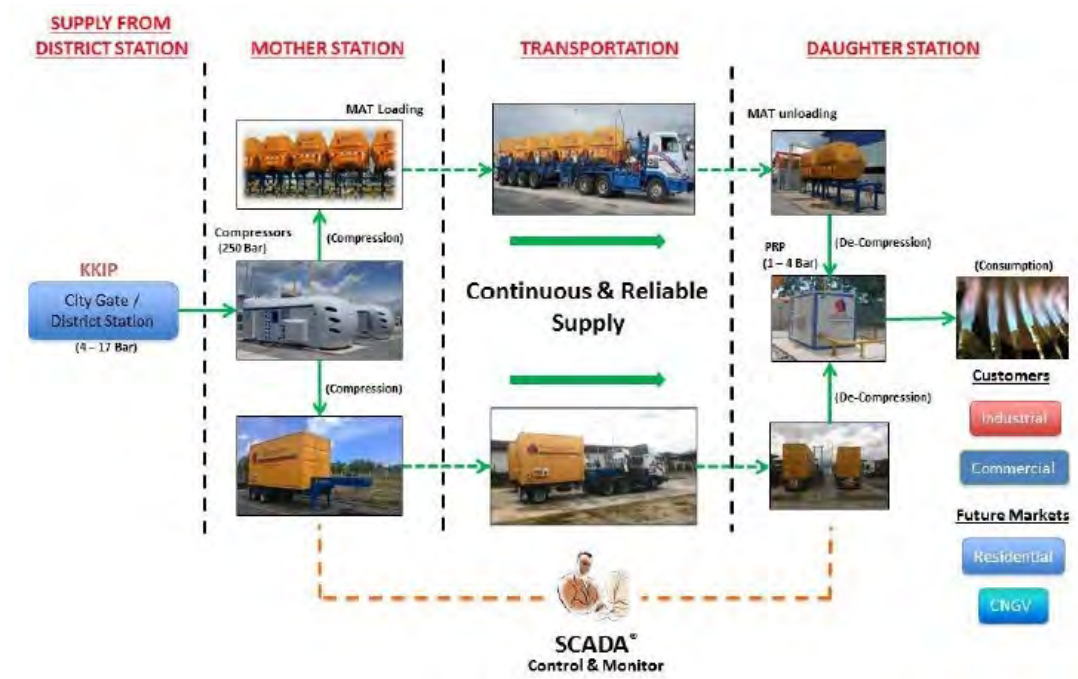 SUPPLY FROM
DISTRICT STATION
MOTHER STATION
TRANSPORTATION
DAUGHTER STATION
MAT Loading
MAT unloading
Compressors
(250 Bar)
(Compression)
PRP
(1 – 4 Bar)
(De-Compression)
KKIP
City Gate /
District Station
(4 – 17 Bar)
Continuous & Reliable
Supply
(Consumption)
(Compression)
(De-Compression)
Customers
Industrial
Commercial
Future Markets
Residential
CNGV
SCADA®
Control & Monitor